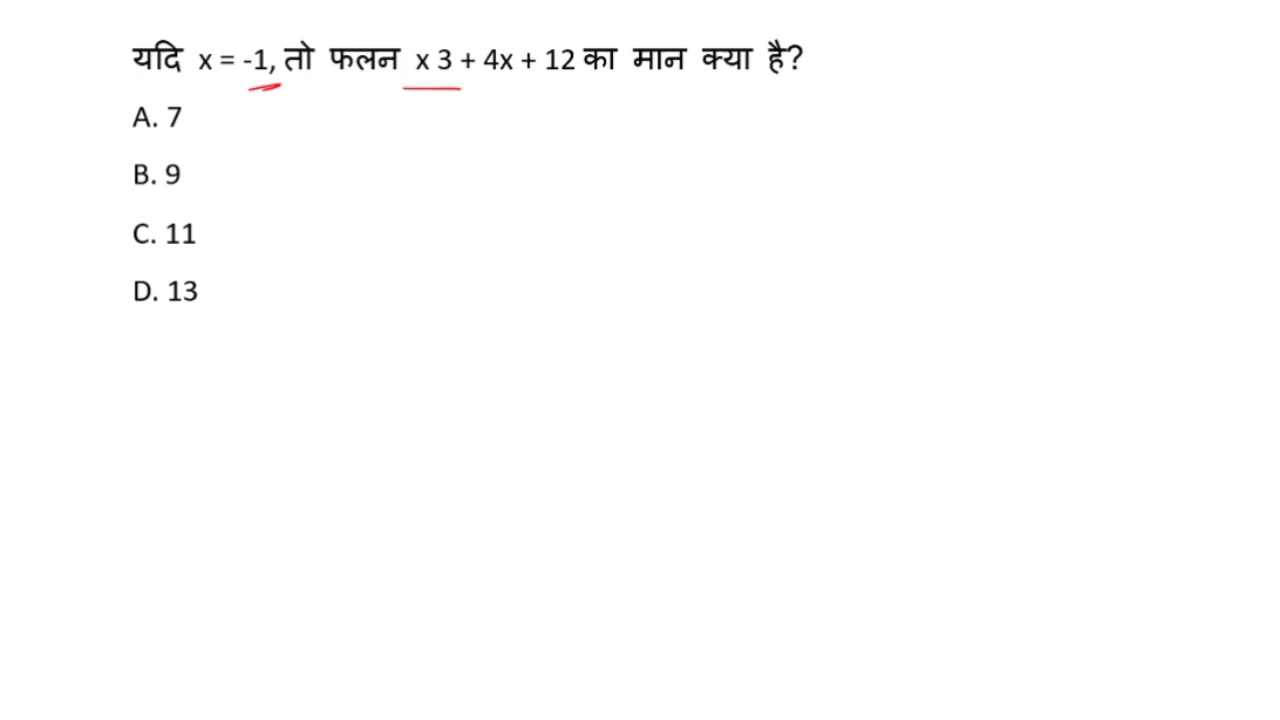 यदि x = -1, तो फलन x 3 + 4x + 12 का मान क्या है?
A. 7
B. 9
C. 11
D. 13